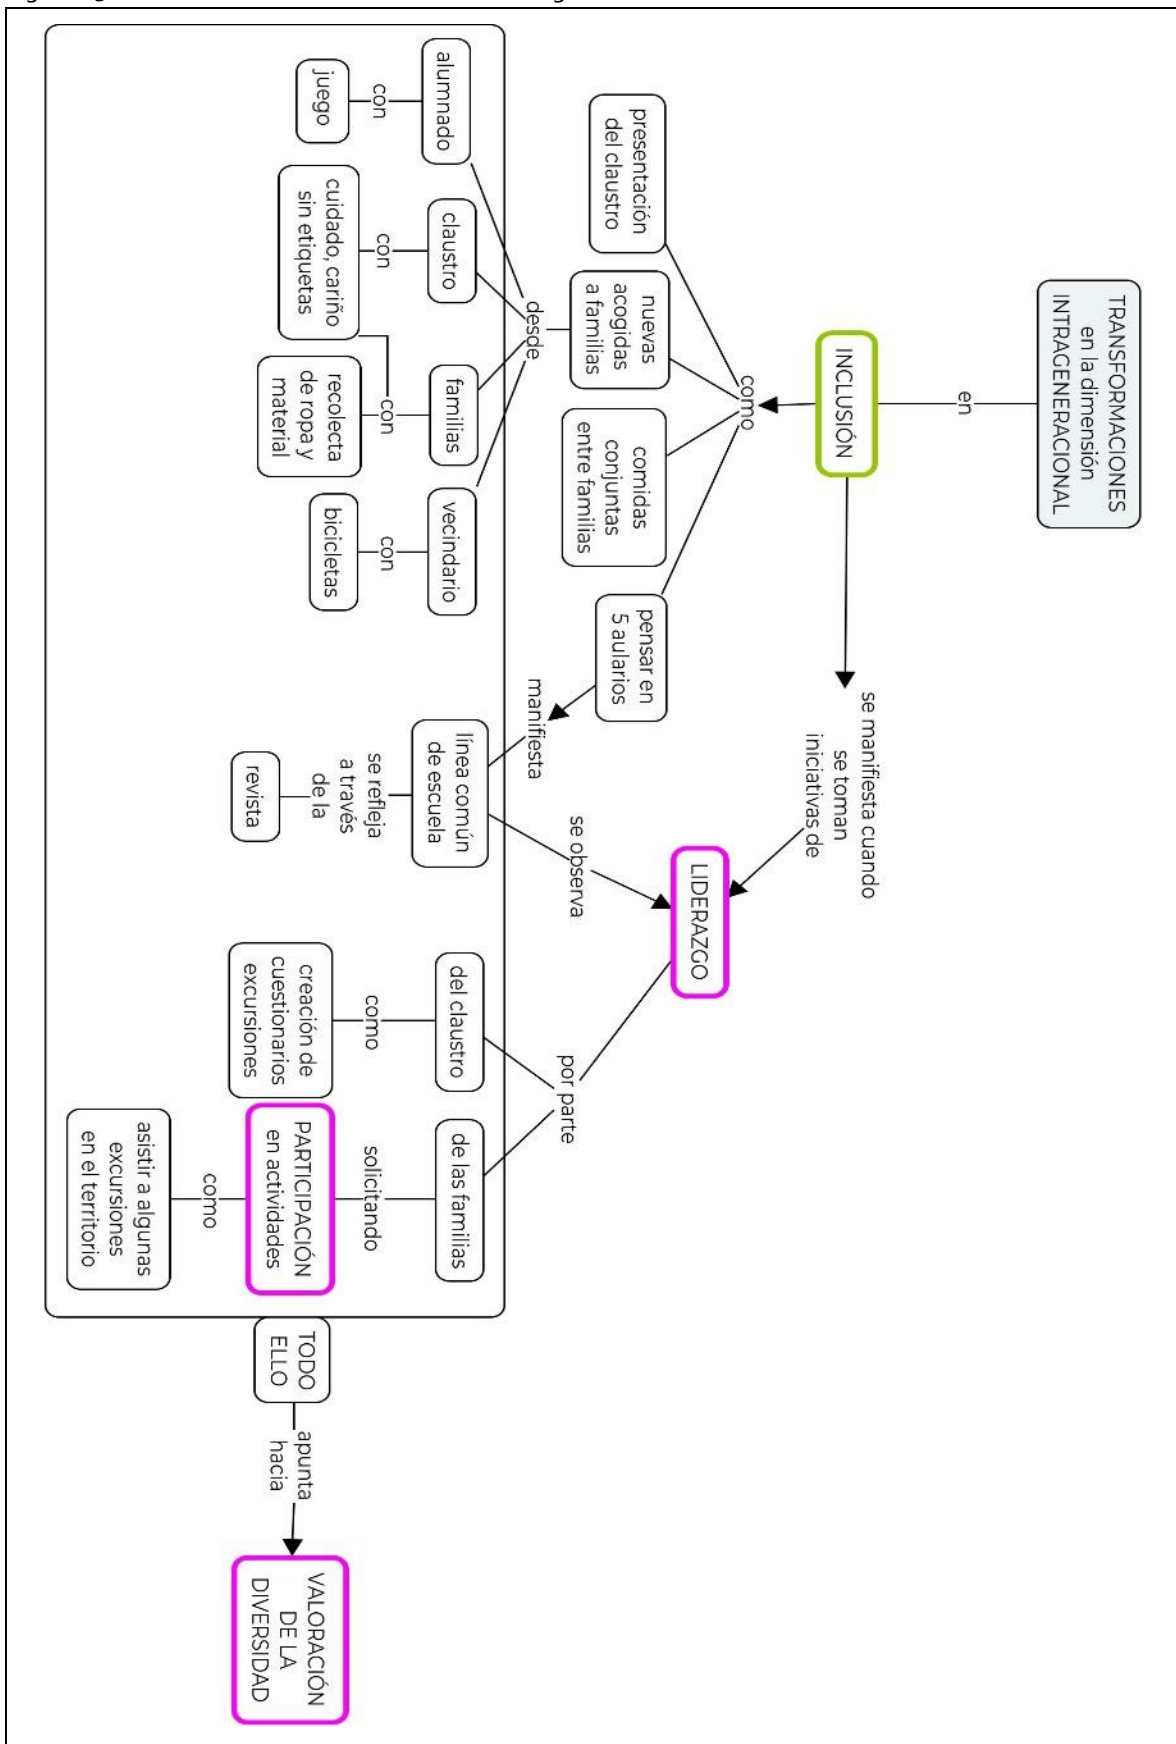 TRANSFORMACIONES
en la dimensión
INTRAGENERACIONAL
en
INCLUSIÓN
como
presentación
del claustro
nuevas
acogidas
a familias
comidas
conjuntas
entre familias
pensar en
5 aularios
se manifiesta cuando
se toman
iniciativas de
LIDERAZGO
desde
manifiesta
se observa
por parte
alumnado
claustro
familias
vecindario
línea común
de escuela
del claustro
de las familias
con
con
con
con
se refleja
a través
de la
como
solicitando
juego
cuidado, cariño
sin etiquetas
recolecta
de ropa y
material
bicicletas
revista
creación de
cuestionarios
excursiones
PARTICIPACIÓN
en actividades
como
asistir a algunas
excursiones
en el territorio
TODO
ELLO
apunta
hacia
VALORACIÓN
DE LA
DIVERSIDAD